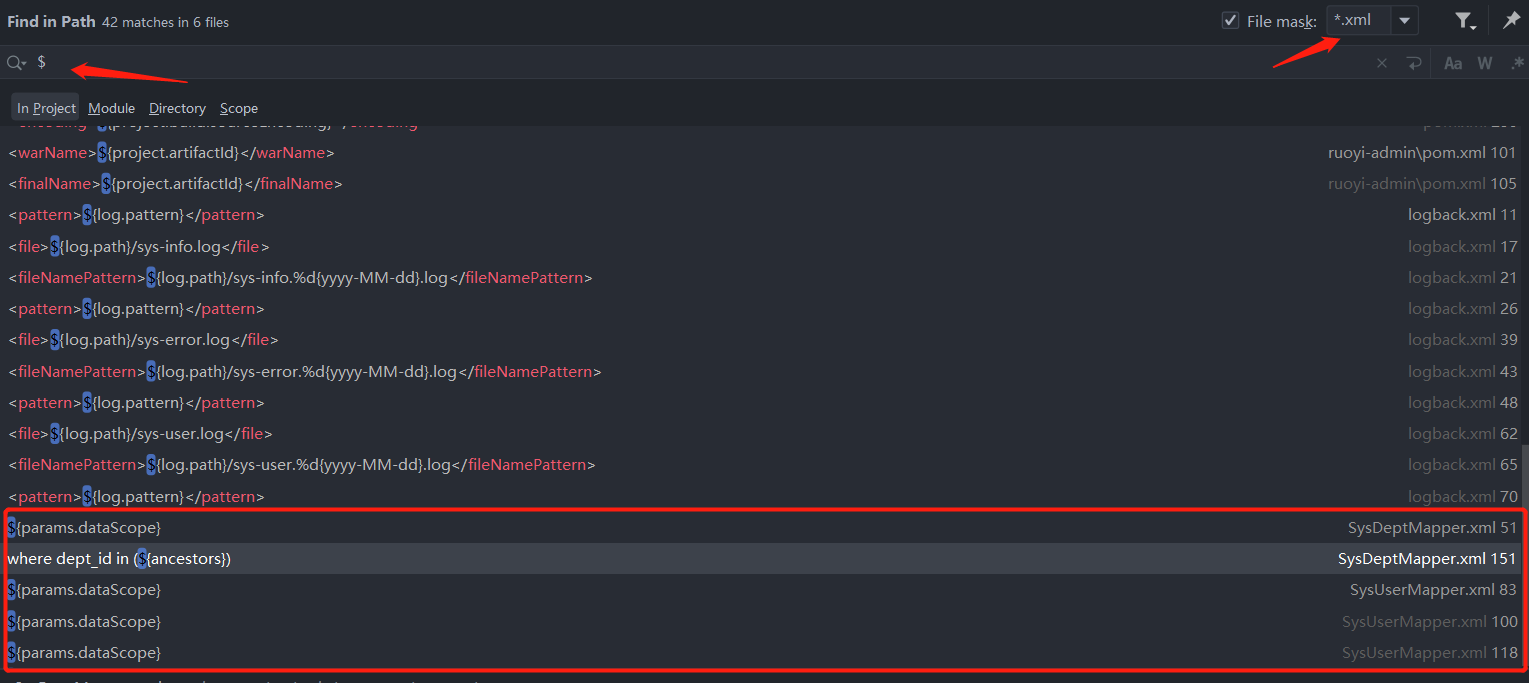 Find in Path 42 matches in 6 files File mask: *.xml
$ Aa W .*
In Project Module Directory Scope
<warName>${project.artifactId}</warName> ruoyi-admin\pom.xml 101
<finalName>${project.artifactId}</finalName> ruoyi-admin\pom.xml 105
<pattern>${log.pattern}</pattern> logback.xml 11
<file>${log.path}/sys-info.log</file> logback.xml 17
<fileNamePattern>${log.path}/sys-info.%d{yyyy-MM-dd}.log</fileNamePattern> logback.xml 21
<pattern>${log.pattern}</pattern> logback.xml 26
<file>${log.path}/sys-error.log</file> logback.xml 39
<fileNamePattern>${log.path}/sys-error.%d{yyyy-MM-dd}.log</fileNamePattern> logback.xml 43
<pattern>${log.pattern}</pattern> logback.xml 48
<file>${log.path}/sys-user.log</file> logback.xml 62
<fileNamePattern>${log.path}/sys-user.%d{yyyy-MM-dd}.log</fileNamePattern> logback.xml 65
<pattern>${log.pattern}</pattern> logback.xml 70
${params.dataScope} SysDeptMapper.xml 51
where dept_id in (${ancestors}) SysDeptMapper.xml 151
${params.dataScope} SysUserMapper.xml 83
${params.dataScope} SysUserMapper.xml 100
${params.dataScope} SysUserMapper.xml 118